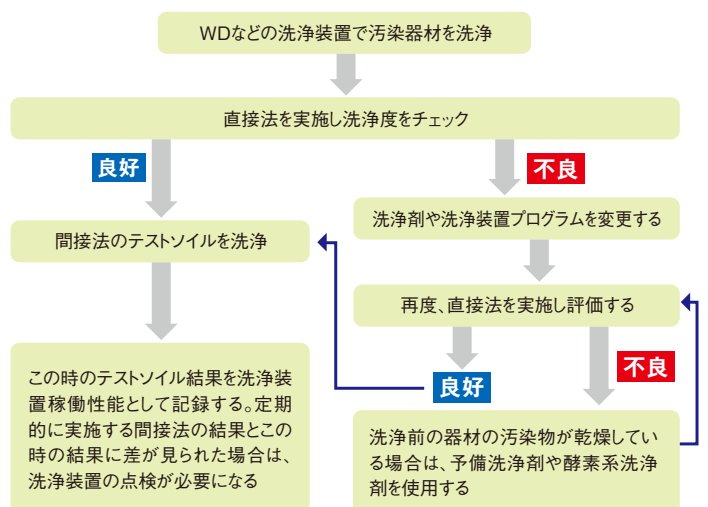 WDなどの洗浄装置で汚染器材を洗浄
直接法を実施し洗浄度をチェック
良好
不良
間接法のテストソイルを洗浄
洗浄剤や洗浄装置プログラムを変更する
再度、直接法を実施し評価する
良好
不良
この時のテストソイル結果を洗浄装
置稼働性能として記録する。定期
的に実施する間接法の結果とこの
時の結果に差が見られた場合は、
洗浄装置の点検が必要になる
洗浄前の器材の汚染物が乾燥してい
る場合は、予備洗浄剤や酵素系洗浄
剤を使用する